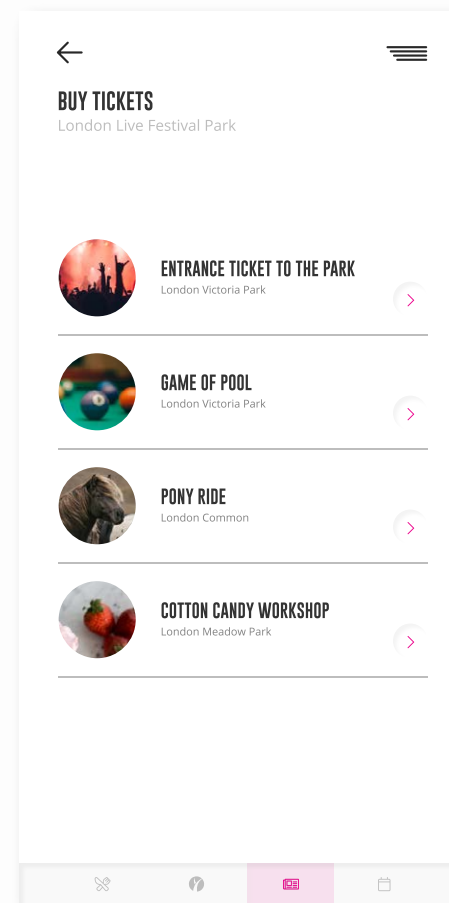 BUY TICKETS
London Live Festival Park
ENTRANCE TICKET TO THE PARK
London Victoria Park
GAME OF POOL
London Victoria Park
PONY RIDE
London Common
COTTON CANDY WORKSHOP
London Meadow Park